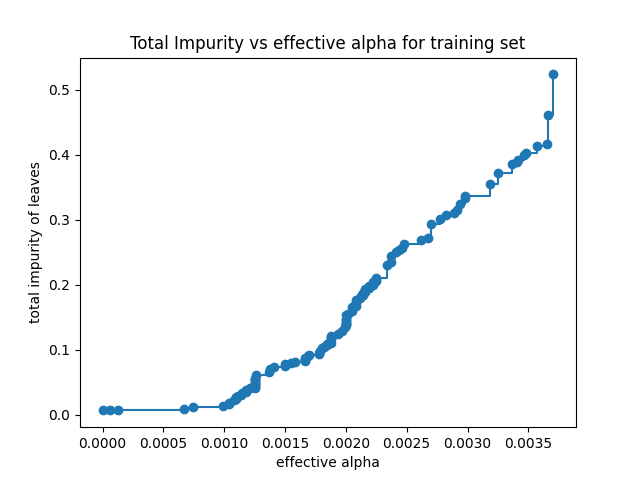 Total Impurity vs effective alpha for training set
total impurity of leaves
0.5
0.4
0.3
0.2
0.1
0.0
0.0000 0.0005 0.0010 0.0015 0.0020 0.0025 0.0030 0.0035
effective alpha